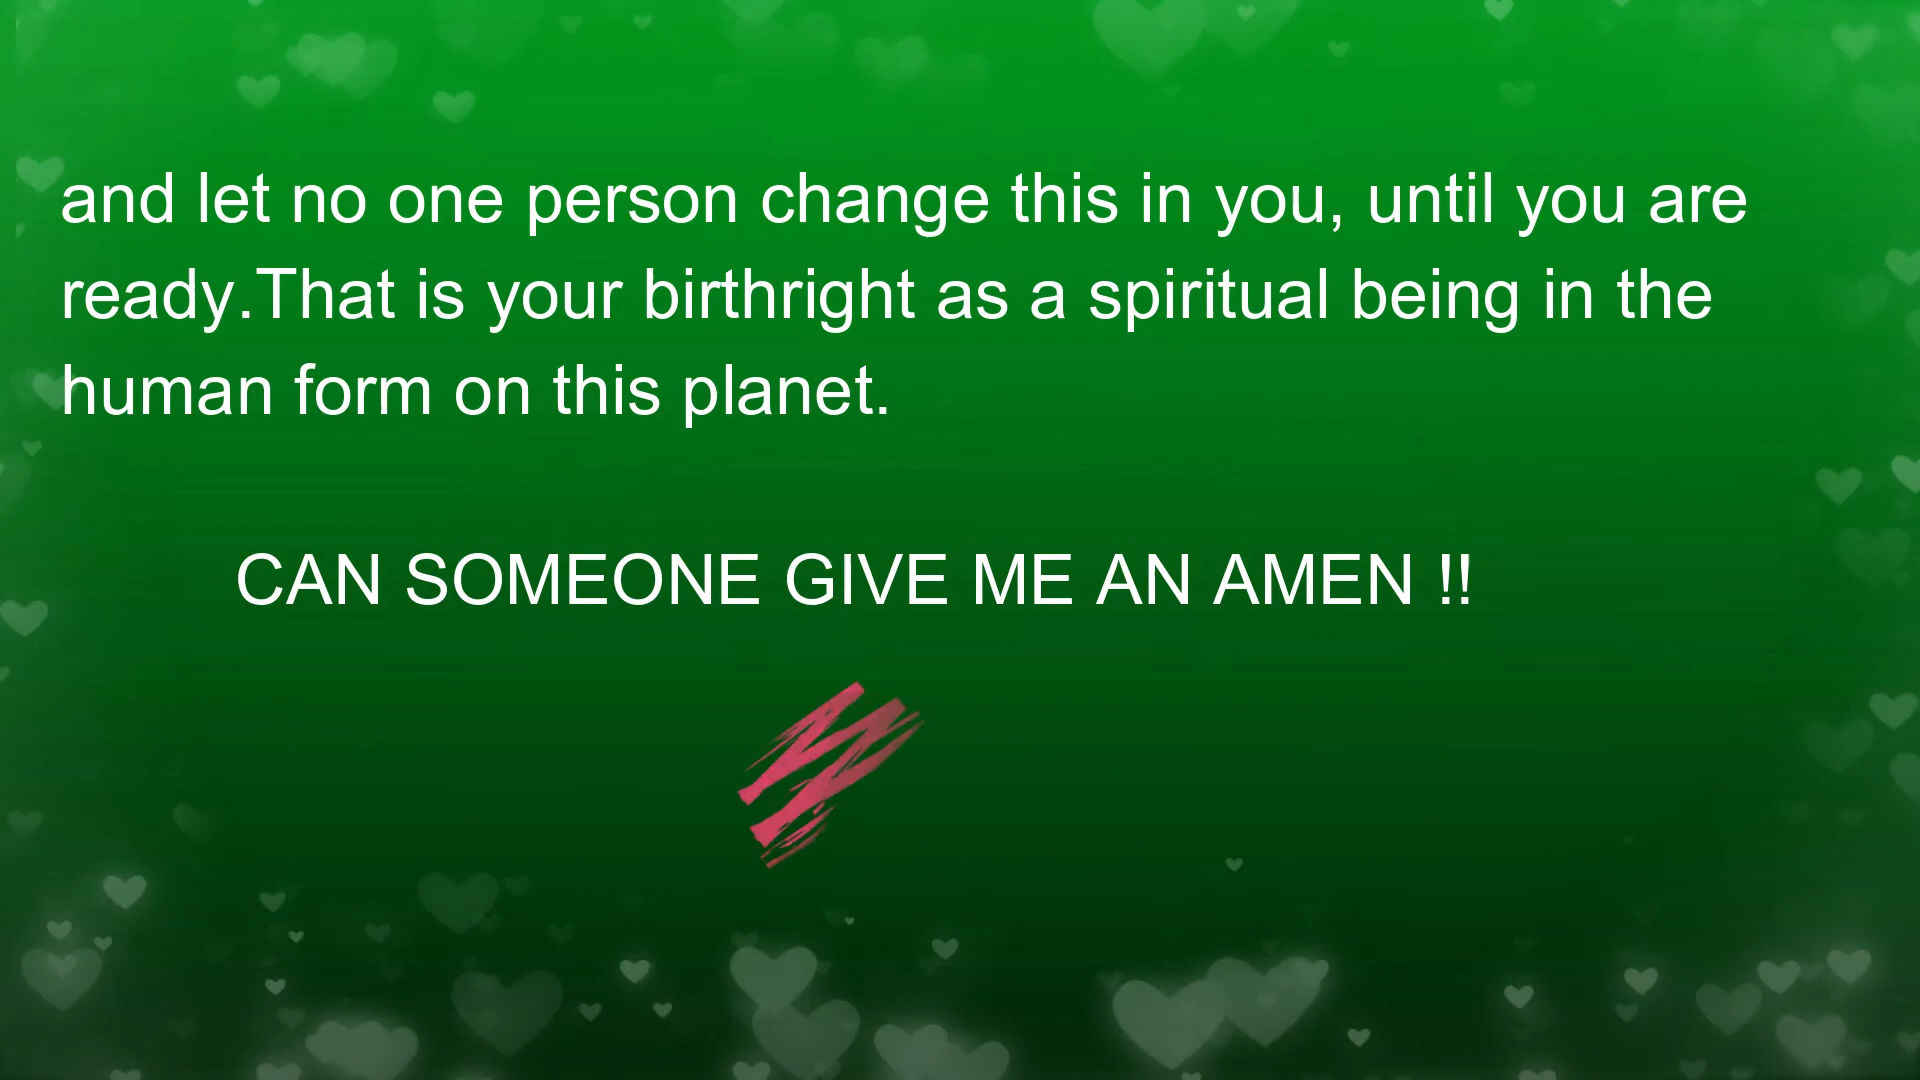 and let no one person change this in you, until you are
ready.That is your birthright as a spiritual being in the
human form on this planet.
CAN SOMEONE GIVE ME AN AMEN !!